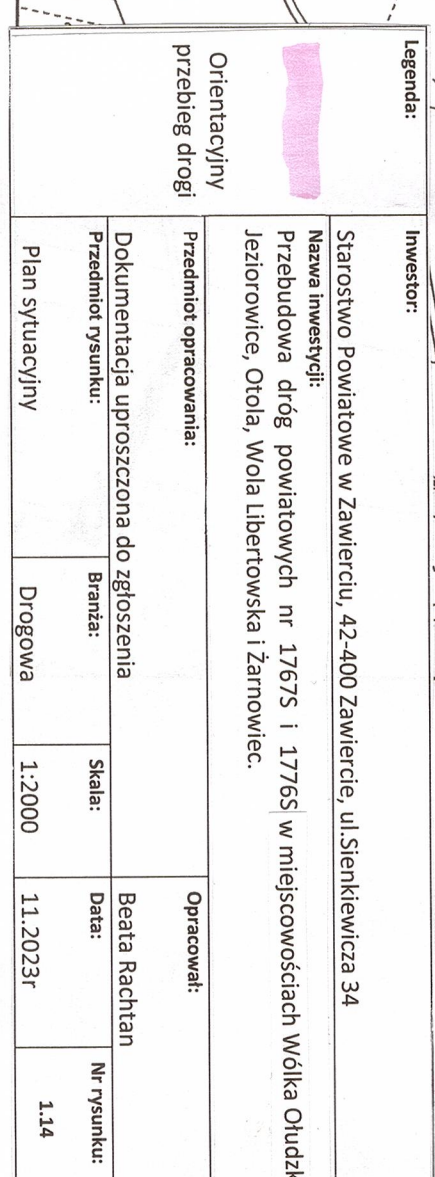 Legenda:
Orientacyjny
przebieg drogi
Inwestor:
Starostwo Powiatowe w Zawierciu, 42-400 Zawiercie, ul.Sienkiewicza 34
Nazwa inwestycji:
Przebudowa dróg powiatowych nr 1767S i 1776S w miejscowościach Wólka Ołudzk
Jeziorowice, Otola, Wola Libertowska i Żarnowiec.
Przedmiot opracowania:
Dokumentacja uproszczona do zgłoszenia
Opracował:
Beata Rachtan
Przedmiot rysunku:
Plan sytuacyjny
Branża:
Drogowa
Skala:
1:2000
Data:
11.2023r
Nr rysunku:
1.14